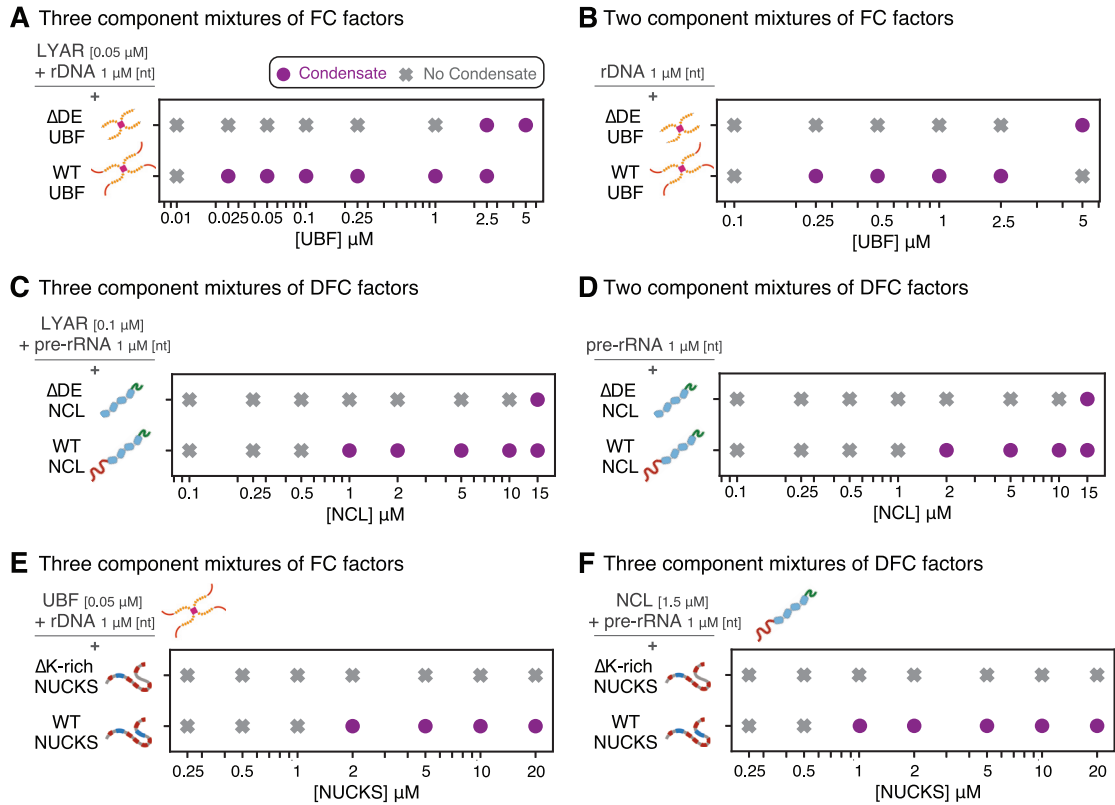 A Three component mixtures of FC factors
LYAR [0.05 µM]
+ rDNA 1 µM [nt]
+
Condensate No Condensate
ΔDE
UBF
WT
UBF
0.01 0.025 0.05 0.1 0.25 1 2.5 5
[UBF] µM
B Two component mixtures of FC factors
rDNA 1 µM [nt]
+
ΔDE
UBF
WT
UBF
0.1 0.25 0.5 1 2.5 5
[UBF] µM
C Three component mixtures of DFC factors
LYAR [0.1 µM]
+ pre-rRNA 1 µM [nt]
+
ΔDE
NCL
WT
NCL
0.1 0.25 0.5 1 2 5 10 15
[NCL] µM
D Two component mixtures of DFC factors
pre-rRNA 1 µM [nt]
+
ΔDE
NCL
WT
NCL
0.1 0.25 0.5 1 2 5 10 15
[NCL] µM
E Three component mixtures of FC factors
UBF [0.05 µM]
+ rDNA 1 µM [nt]
+
ΔK-rich
NUCKS
WT
NUCKS
0.25 0.5 1 2 5 10 20
[NUCKS] µM
F Three component mixtures of DFC factors
NCL [1.5 µM]
+ pre-rRNA 1 µM [nt]
+
ΔK-rich
NUCKS
WT
NUCKS
0.25 0.5 1 2 5 10 20
[NUCKS] µM